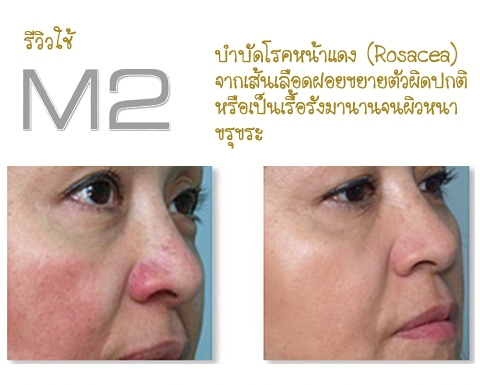 รีวิวใช้
M2
บำบัดโรคหน้าแดง (Rosacea)
จากเส้นเลือดฝอยขยายตัวผิดปกติ
หรือเป็นเรื้อรังมานานจนผิวหนา
ขรุขระ